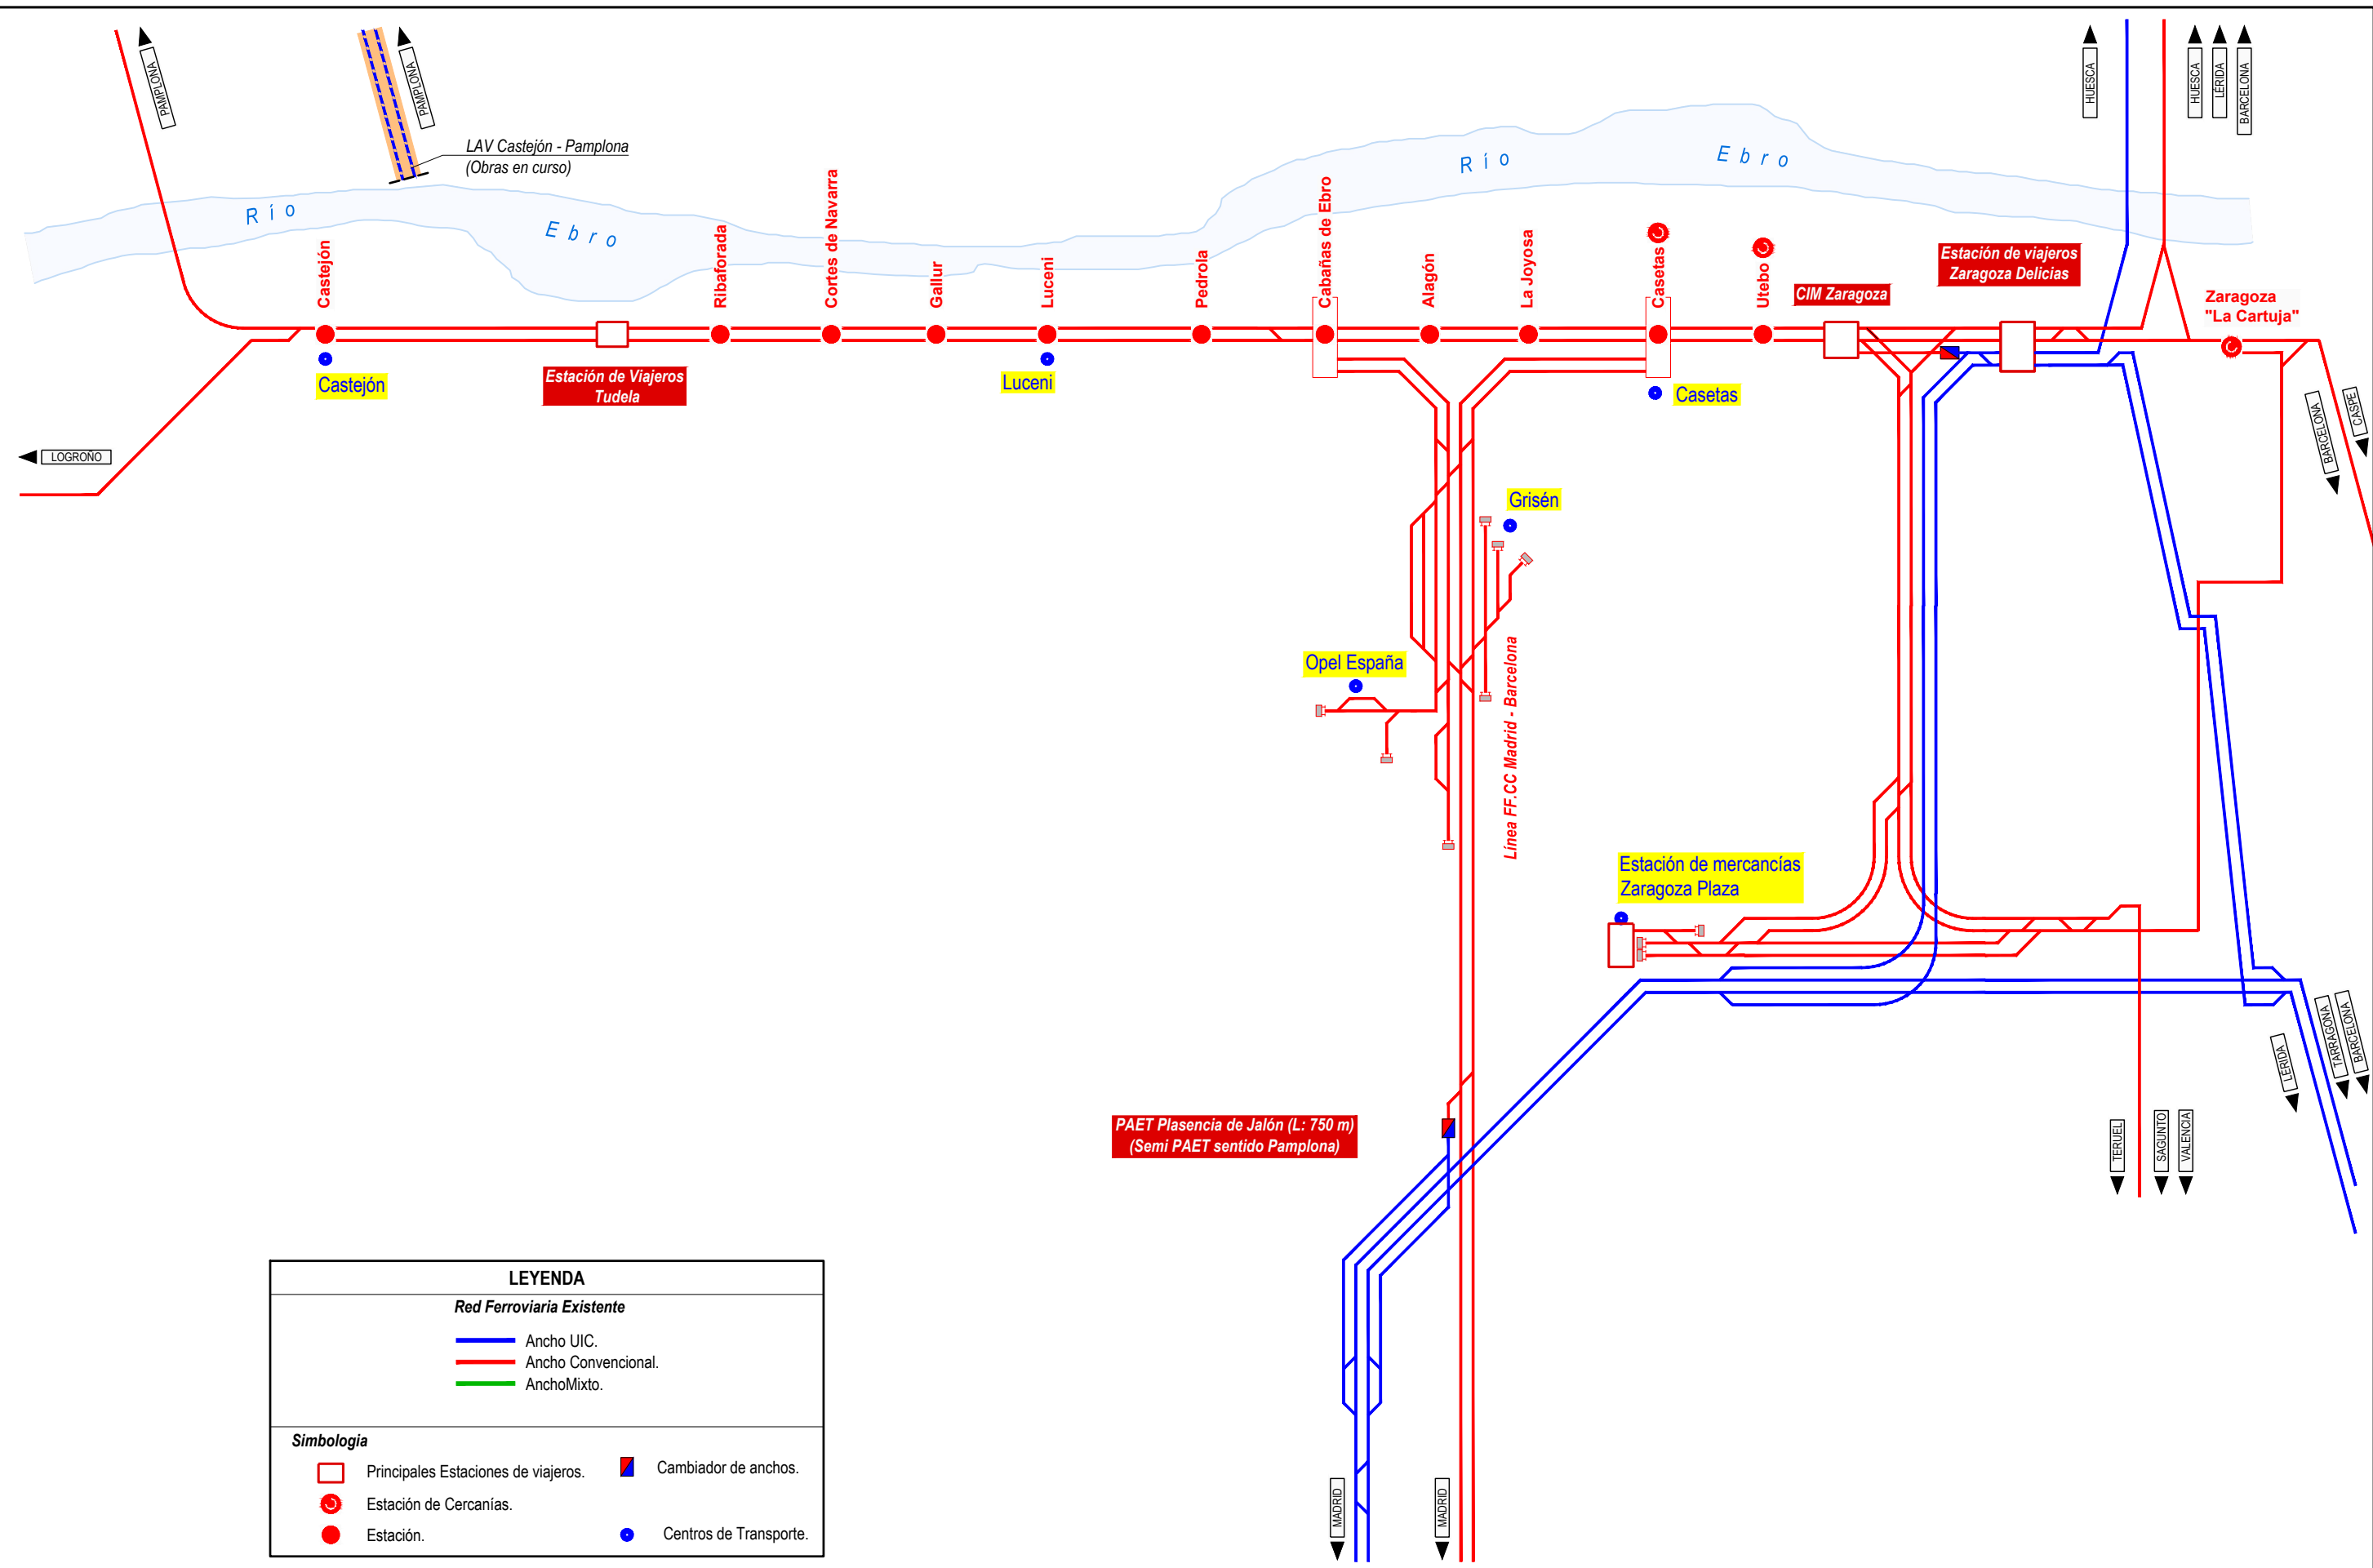 PAMPLONA
PAMPLONA
HUESCA
HUESCA
LÉRIDA
BARCELONA
LAV Castejón - Pamplona
(Obras en curso)
Río
Ebro
Río
Ebro
Castejón
Ribaforada
Cortes de Navarra
Gallur
Luceni
Pedrola
Cabañas de Ebro
Alagón
La Joyosa
Casetas
Utebo
CIM Zaragoza
Estación de viajeros
Zaragoza Delicias
Zaragoza
"La Cartuja"
Castejón
Estación de Viajeros
Tudela
Luceni
Casetas
BARCELONA
CASPE
LOGROÑO
Grisén
Opel España
Línea FF.CC Madrid - Barcelona
Estación de mercancías
Zaragoza Plaza
LÉRIDA
TARRAGONA
BARCELONA
PAET Plasencia de Jalón (L: 750 m)
(Semi PAET sentido Pamplona)
TERUEL
SAGUNTO
VALENCIA
LEYENDA
Red Ferroviaria Existente
Ancho UIC.
Ancho Convencional.
AnchoMixto.
Simbologia
Principales Estaciones de viajeros.
Cambiador de anchos.
Estación de Cercanías.
Estación.
Centros de Transporte.
MADRID
MADRID